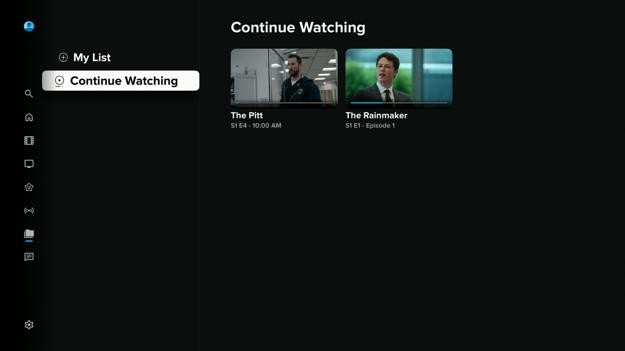 Continue Watching
My List
Continue Watching
The Pitt
S1 E4 - 10:00 AM
The Rainmaker
S1 E1 - Episode 1